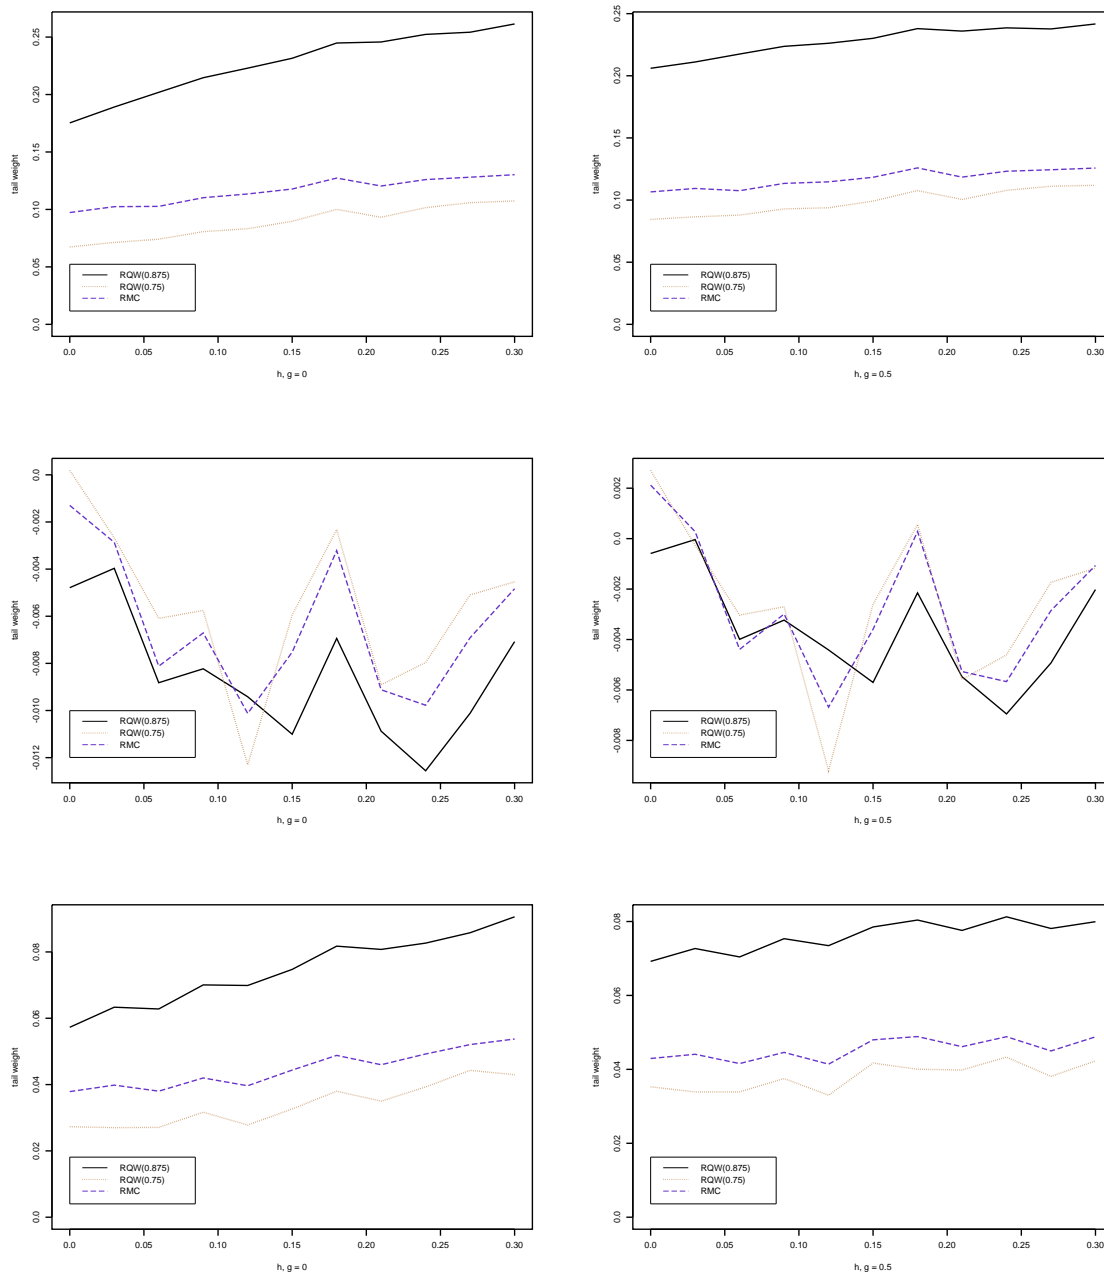 tail weight
0.0
0.05
0.10
0.15
0.20
0.25
0.0
0.05
0.10
0.15
0.20
0.25
0.30
h, g = 0
RQW(0.875)
RQW(0.75)
RMC
tail weight
0.0
0.05
0.10
0.15
0.20
0.25
0.0
0.05
0.10
0.15
0.20
0.25
0.30
h, g = 0.5
RQW(0.875)
RQW(0.75)
RMC
tail weight
-0.012
-0.010
-0.008
-0.006
-0.004
-0.002
0.0
0.0
0.05
0.10
0.15
0.20
0.25
0.30
h, g = 0
RQW(0.875)
RQW(0.75)
RMC
tail weight
-0.008
-0.006
-0.004
-0.002
0.0
0.002
0.0
0.05
0.10
0.15
0.20
0.25
0.30
h, g = 0.5
RQW(0.875)
RQW(0.75)
RMC
tail weight
0.0
0.02
0.04
0.06
0.08
0.0
0.05
0.10
0.15
0.20
0.25
0.30
h, g = 0
RQW(0.875)
RQW(0.75)
RMC
tail weight
0.0
0.02
0.04
0.06
0.08
0.0
0.05
0.10
0.15
0.20
0.25
0.30
h, g = 0.5
RQW(0.875)
RQW(0.75)
RMC